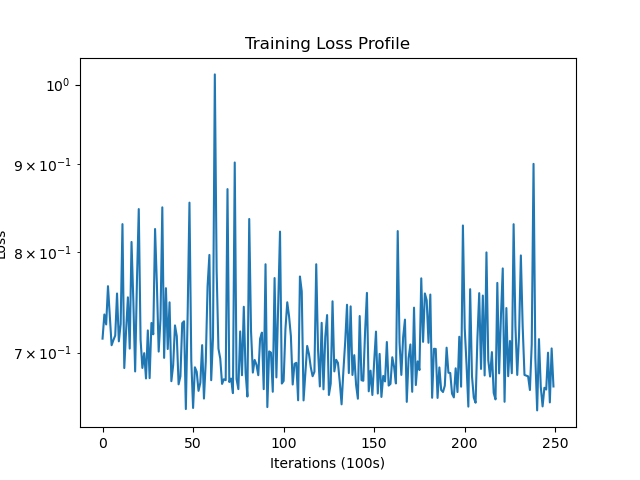 Training Loss Profile
10⁰
9 × 10⁻¹
8 × 10⁻¹
7 × 10⁻¹
Loss
0 50 100 150 200 250
Iterations (100s)